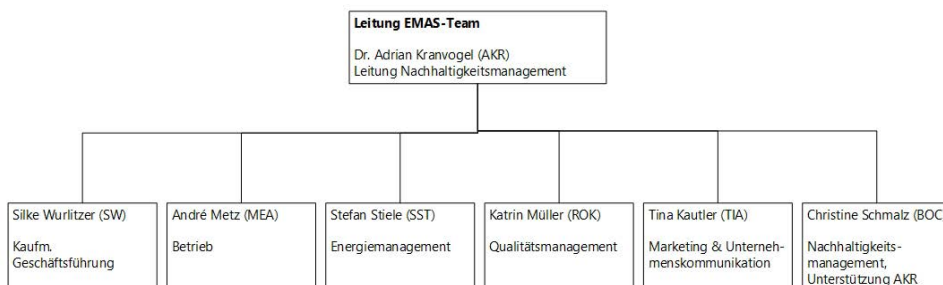 Leitung EMAS-Team
Dr. Adrian Kranvogel (AKR)
Leitung Nachhaltigkeitsmanagement
Silke Wurlitzer (SW)
Kaufm.
Geschäftsführung
André Metz (MEA)
Betrieb
Stefan Stiele (SST)
Energiemanagement
Katrin Müller (ROK)
Qualitätsmanagement
Tina Kautler (TIA)
Marketing & Unterneh-
menskommunikation
Christine Schmalz (BOC)
Nachhaltigkeits-
management,
Unterstützung AKR